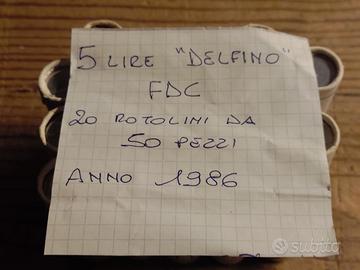 5 LIRE "DELFINO"
FDC
20 ROTOLINI DA
50 PEZZI
ANNO 1986
subito